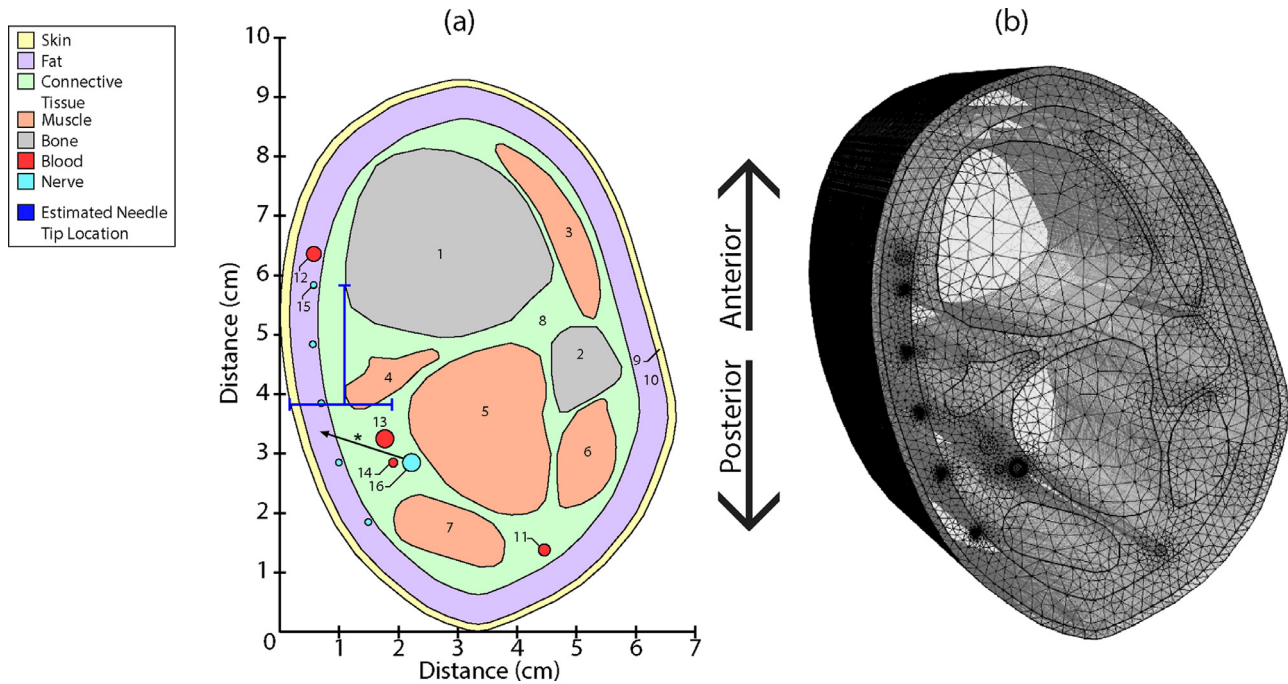 (a)
(b)
Skin
Fat
Connective
Tissue
Muscle
Bone
Blood
Nerve
Estimated Needle
Tip Location
10
9
8
7
6
5
4
3
2
1
0
1
2
3
4
5
6
7
Distance (cm)
Distance (cm)
1
2
3
4
5
6
7
8
9
10
11
12
13
14
15
16
*
Anterior
Posterior